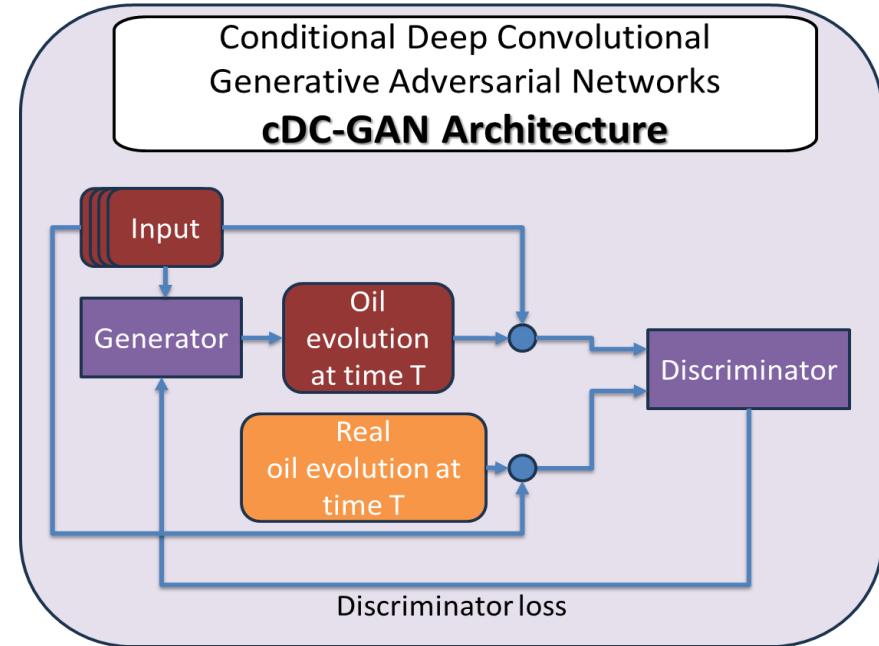 Conditional Deep Convolutional
Generative Adversarial Networks
cDC-GAN Architecture
Input
Generator
Oil
evolution
at time T
Discriminator
Real
oil evolution at
time T
Discriminator loss